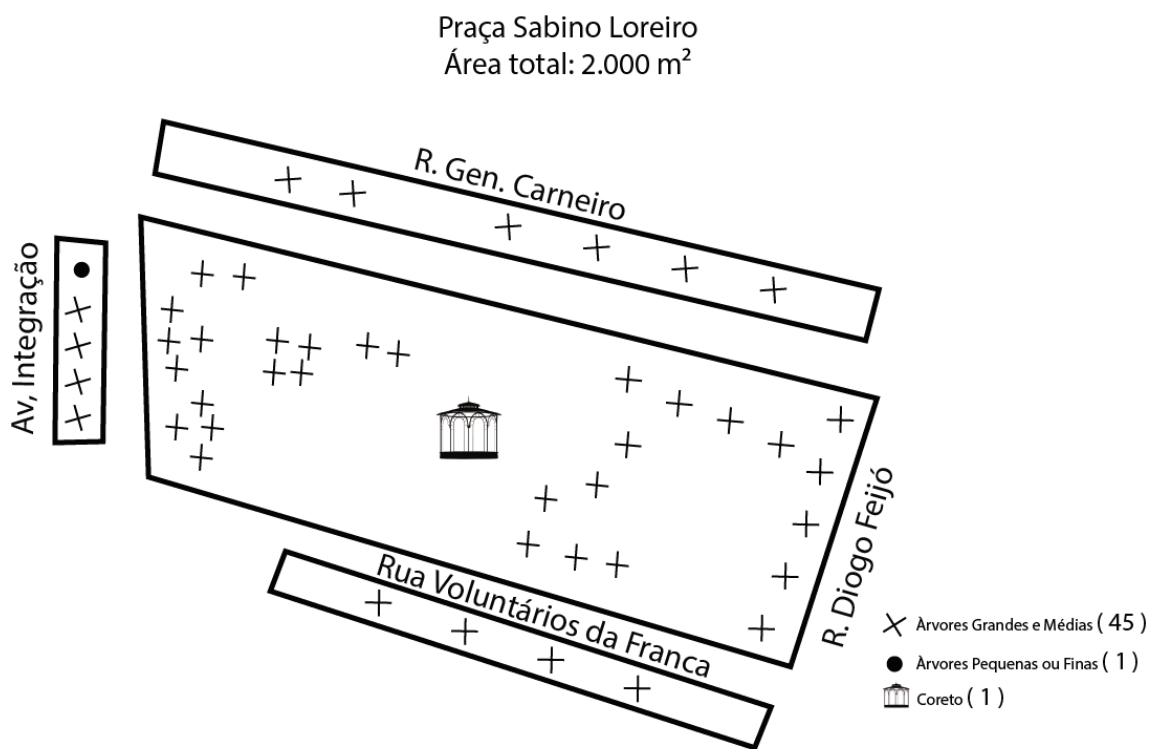 Praça Sabino Loreiro
Área total: 2.000 m²
R. Gen. Carneiro
Av, Integração
Rua Voluntários da Franca
R. Diogo Feijó
Àrvores Grandes e Médias ( 45 )
Àrvores Pequenas ou Finas ( 1 )
Coreto ( 1 )